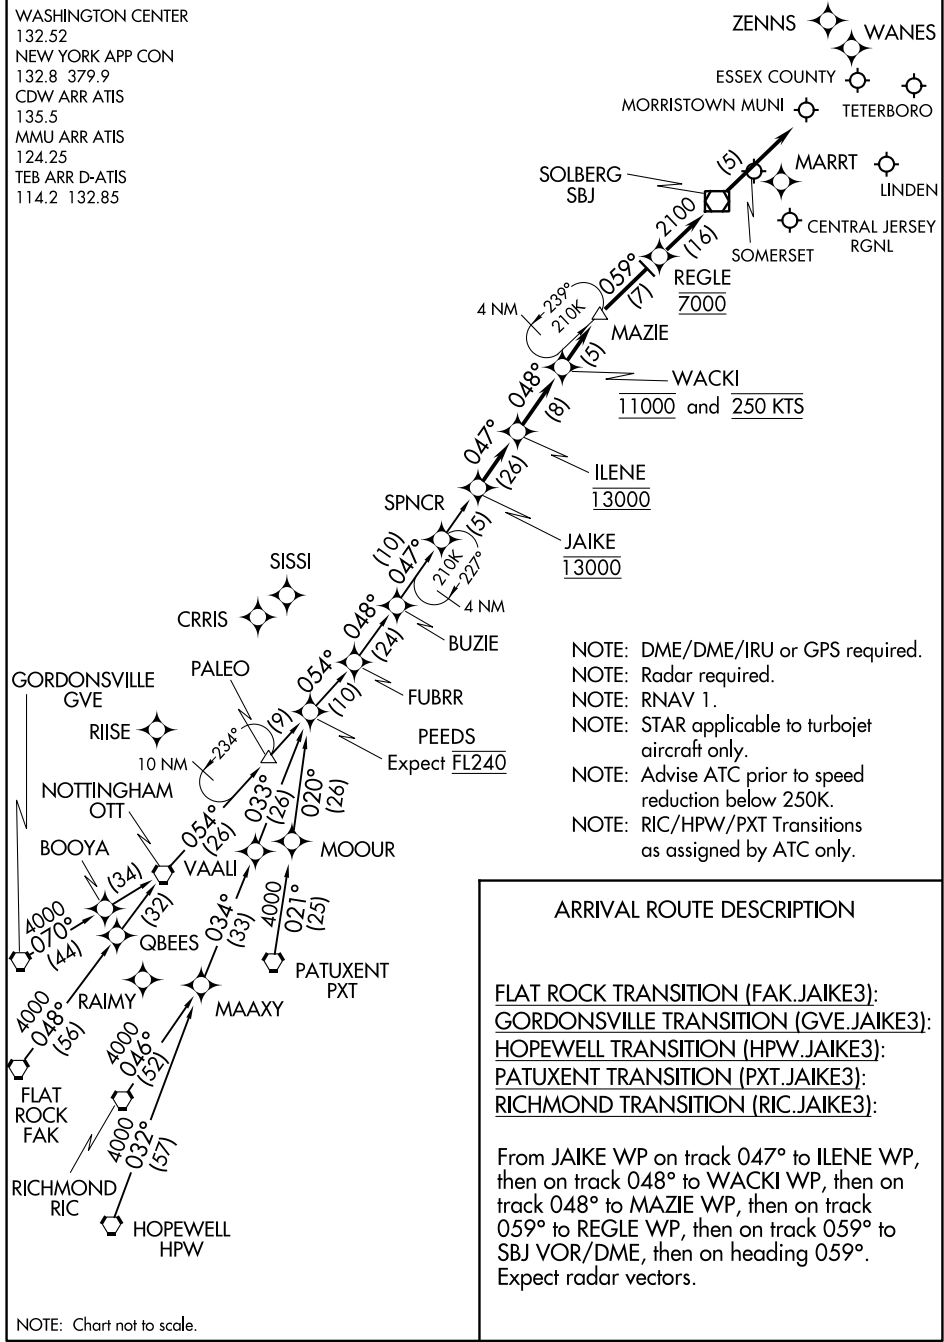 WASHINGTON CENTER
132.52
NEW YORK APP CON
132.8 379.9
CDW ARR ATIS
135.5
MMU ARR ATIS
124.25
TEB ARR D-ATIS
114.2 132.85
ZENNS
WANES
ESSEX COUNTY
TETERBORO
MORRISTOWN MUNI
(5)
MARRT
SOLBERG
SBJ
LINDEN
2100
(16)
CENTRAL JERSEY
RGNL
SOMERSET
059°
(7)
REGLE
7000
4 NM
239°
210K
MAZIE
(5)
WACKI
11000 and 250 KTS
048°
(8)
047°
(26)
ILENE
13000
SPNCR
(5)
JAIKE
13000
(10)
047°
210K
227°
4 NM
SISSI
CRRIS
048°
(24)
BUZIE
PALEO
054°
(10)
FUBRR
GORDONSVILLE
GVE
RIISE
(9)
PEEDS
Expect FL240
10 NM
234°
NOTTINGHAM
OTT
033°
(26)
020°
(26)
054°
(26)
BOOYA
VAALI
MOOUR
(34)
(32)
4000
070°
(44)
QBEES
034°
(33)
4000
021°
(25)
PATUXENT
PXT
RAIMY
MAAXY
4000
048°
(56)
4000
046°
(52)
FLAT
ROCK
FAK
4000
032°
(57)
RICHMOND
RIC
HOPEWELL
HPW
NOTE: DME/DME/IRU or GPS required.
NOTE: Radar required.
NOTE: RNAV 1.
NOTE: STAR applicable to turbojet
aircraft only.
NOTE: Advise ATC prior to speed
reduction below 250K.
NOTE: RIC/HPW/PXT Transitions
as assigned by ATC only.
ARRIVAL ROUTE DESCRIPTION
FLAT ROCK TRANSITION (FAK.JAIKE3):
GORDONSVILLE TRANSITION (GVE.JAIKE3):
HOPEWELL TRANSITION (HPW.JAIKE3):
PATUXENT TRANSITION (PXT.JAIKE3):
RICHMOND TRANSITION (RIC.JAIKE3):
From JAIKE WP on track 047° to ILENE WP,
then on track 048° to WACKI WP, then on
track 048° to MAZIE WP, then on track
059° to REGLE WP, then on track 059° to
SBJ VOR/DME, then on heading 059°.
Expect radar vectors.
NOTE: Chart not to scale.